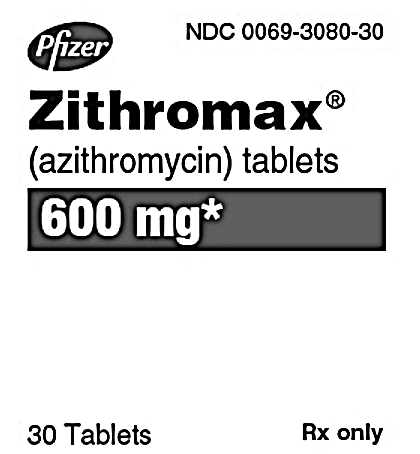 Pfizer
NDC 0069-3080-30
Zithromax®
(azithromycin) tablets
600 mg*
30 Tablets
Rx only